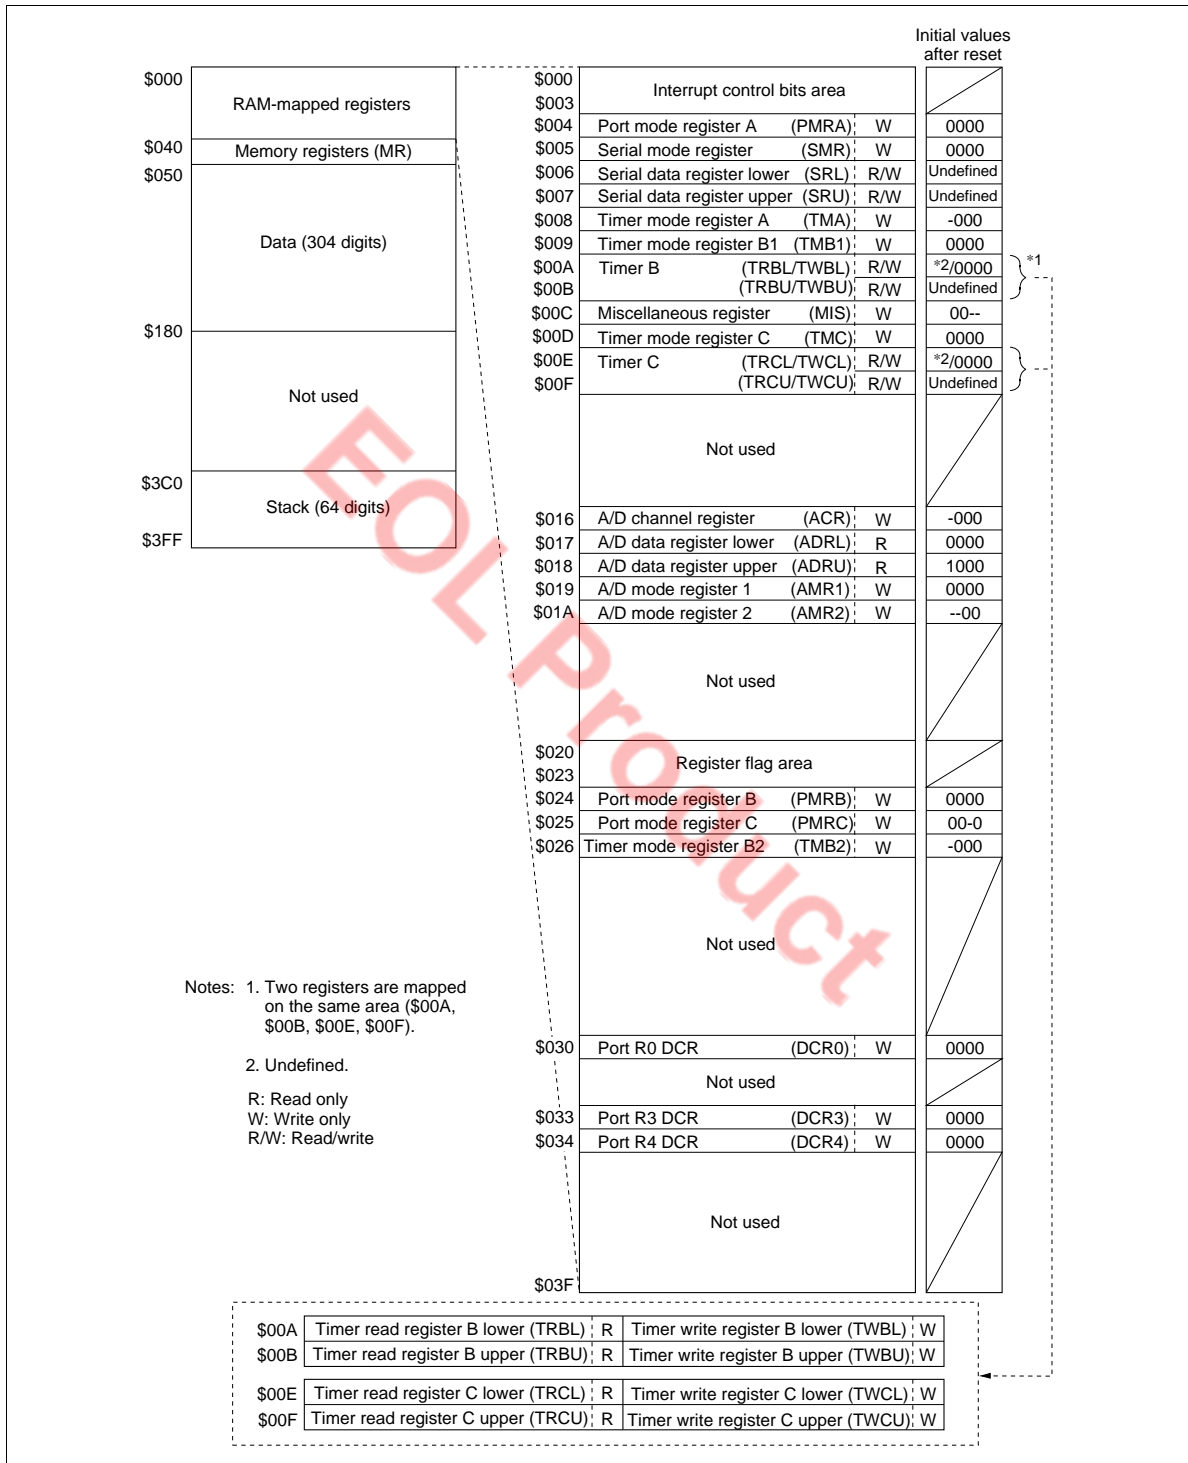 Initial values
after reset
$000
RAM-mapped registers
$040
Memory registers (MR)
$050
Data (304 digits)
$180
Not used
$3C0
Stack (64 digits)
$3FF
$000
Interrupt control bits area
$003
$004 Port mode register A (PMRA) W 0000
$005 Serial mode register (SMR) W 0000
$006 Serial data register lower (SRL) R/W Undefined
$007 Serial data register upper (SRU) R/W Undefined
$008 Timer mode register A (TMA) W -000
$009 Timer mode register B1 (TMB1) W 0000
$00A Timer B (TRBL/TWBL) R/W *2/0000 *1
$00B (TRBU/TWBU) R/W Undefined
$00C Miscellaneous register (MIS) W 00--
$00D Timer mode register C (TMC) W 0000
$00E Timer C (TRCL/TWCL) R/W *2/0000
$00F (TRCU/TWCU) R/W Undefined
Not used
$016 A/D channel register (ACR) W -000
$017 A/D data register lower (ADRL) R 0000
$018 A/D data register upper (ADRU) R 1000
$019 A/D mode register 1 (AMR1) W 0000
$01A A/D mode register 2 (AMR2) W --00
Not used
$020
Register flag area
$023
$024 Port mode register B (PMRB) W 0000
$025 Port mode register C (PMRC) W 00-0
$026 Timer mode register B2 (TMB2) W -000
Not used
$030 Port R0 DCR (DCR0) W 0000
Not used
$033 Port R3 DCR (DCR3) W 0000
$034 Port R4 DCR (DCR4) W 0000
Not used
$03F
Notes: 1. Two registers are mapped
on the same area ($00A,
$00B, $00E, $00F).
2. Undefined.
R: Read only
W: Write only
R/W: Read/write
$00A Timer read register B lower (TRBL) R Timer write register B lower (TWBL) W
$00B Timer read register B upper (TRBU) R Timer write register B upper (TWBU) W
$00E Timer read register C lower (TRCL) R Timer write register C lower (TWCL) W
$00F Timer read register C upper (TRCU) R Timer write register C upper (TWCU) W
EOL Product